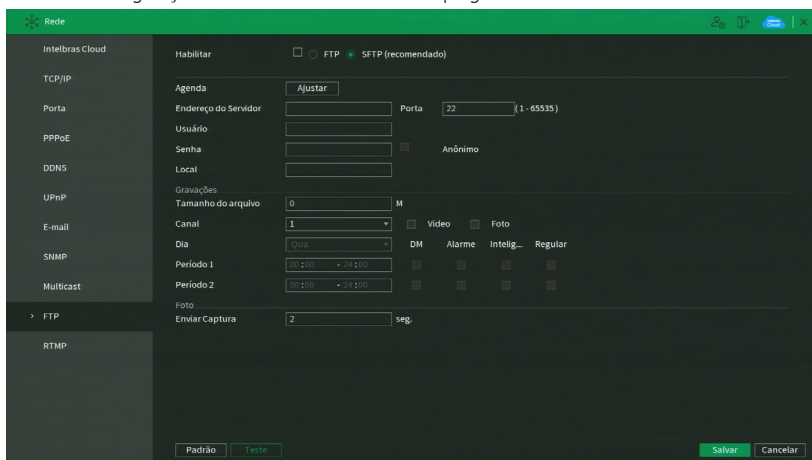 Rede
Cloud
Intelbras Cloud
TCP/IP
Porta
PPPoE
DDNS
UPnP
E-mail
SNMP
Multicast
FTP
RTMP
Habilitar FTP SFTP (recomendado)
Agenda Ajustar
Endereço do Servidor Porta 22 (1 - 65535)
Usuário
Senha Anônimo
Local
Gravações
Tamanho do arquivo 0 M
Canal 1 Vídeo Foto
Dia Qua DM Alarme Intelig... Regular
Período 1 00:00 - 24:00
Período 2 00:00 - 24:00
Foto
Enviar Captura 2 seg.
Padrão Teste Salvar Cancelar